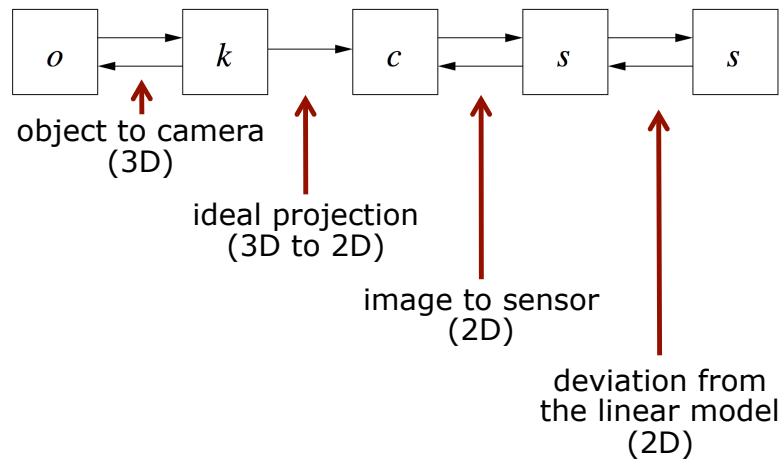 o k c s s
object to camera
(3D)
ideal projection
(3D to 2D)
image to sensor
(2D)
deviation from
the linear model
(2D)